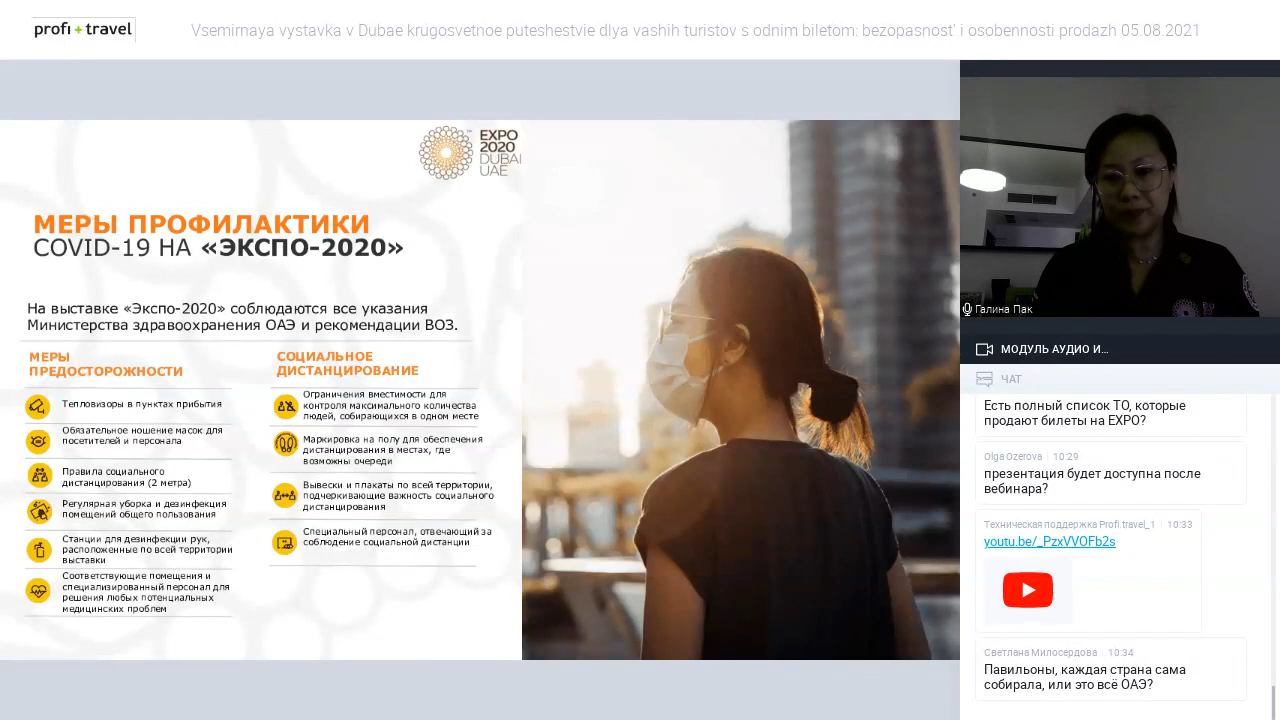 profi + travel
Vsemirnaya vystavka v Dubae krugosvetnoe puteshestvie dlya vashih turistov s odnim biletom: bezopasnost' i osobennosti prodazh 05.08.2021
EXPO
2020
DUBAI
UAE
МЕРЫ ПРОФИЛАКТИКИ
COVID-19 НА «ЭКСПО-2020»
На выставке «Экспо-2020» соблюдаются все указания
Министерства здравоохранения ОАЭ и рекомендации ВОЗ.
МЕРЫ
ПРЕДОСТОРОЖНОСТИ
Тепловизоры в пунктах прибытия
Обязательное ношение масок для
посетителей и персонала
Правила социального
дистанцирования (2 метра)
Регулярная уборка и дезинфекция
помещений общего пользования
Станции для дезинфекции рук,
расположенные по всей территории
выставки
Соответствующие помещения и
специализированный персонал для
решения любых потенциальных
медицинских проблем
СОЦИАЛЬНОЕ
ДИСТАНЦИРОВАНИЕ
Ограничения вместимости для
контроля максимального количества
людей, собирающихся в одном месте
Маркировка на полу для обеспечения
дистанцирования в местах, где
возможны очереди
Вывески и плакаты по всей территории,
подчеркивающие важность социального
дистанцирования
Специальный персонал, отвечающий за
соблюдение социальной дистанции
Галина Пак
МОДУЛЬ АУДИО И…
ЧАТ
Есть полный список ТО, которые
продают билеты на EXPO?
Olga Ozerova 10:29
презентация будет доступна после
вебинара?
Техническая поддержка Profi.travel_1 10:33
youtu.be/_PzxVVOFb2s
Светлана Милосердова 10:34
Павильоны, каждая страна сама
собирала, или это всё ОАЭ?